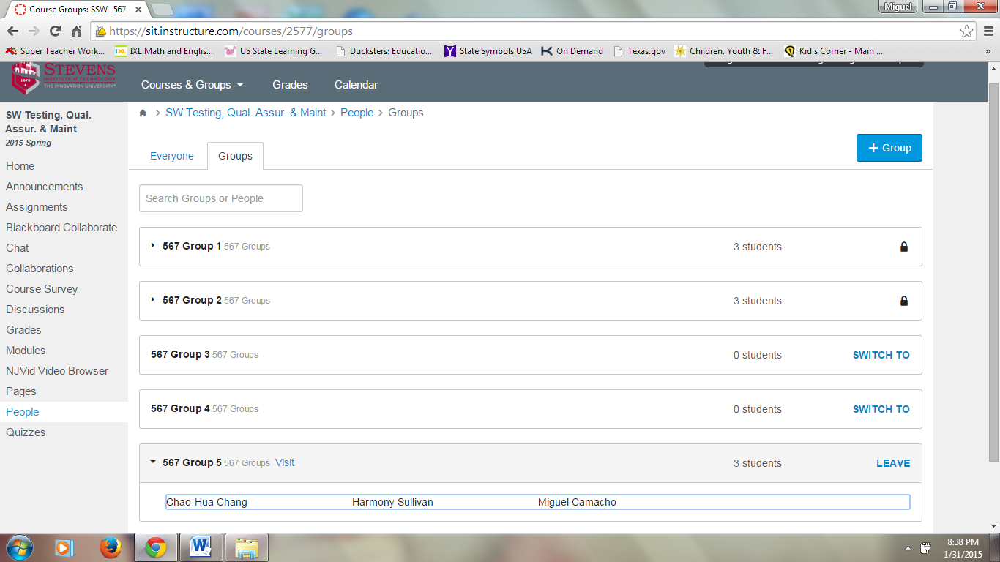 Course Groups: SSW -567-
Miguel
https://sit.instructure.com/courses/2577/groups
Super Teacher Work...
IXL Math and Englis...
US State Learning G...
Ducksters: Educatio...
State Symbols USA
On Demand
Texas.gov
Children, Youth & F...
Kid's Corner - Main ...
»
STEVENS
INSTITUTE OF TECHNOLOGY
THE INNOVATION UNIVERSITY
1870
Courses & Groups
Grades
Calendar
SW Testing, Qual.
Assur. & Maint
2015 Spring
Home
Announcements
Assignments
Blackboard Collaborate
Chat
Collaborations
Course Survey
Discussions
Grades
Modules
NJVid Video Browser
Pages
People
Quizzes
SW Testing, Qual. Assur. & Maint > People > Groups
Everyone
Groups
+ Group
Search Groups or People
567 Group 1 567 Groups 3 students
567 Group 2 567 Groups 3 students
567 Group 3 567 Groups 0 students SWITCH TO
567 Group 4 567 Groups 0 students SWITCH TO
567 Group 5 567 Groups Visit 3 students LEAVE
Chao-Hua Chang Harmony Sullivan Miguel Camacho
8:38 PM
1/31/2015